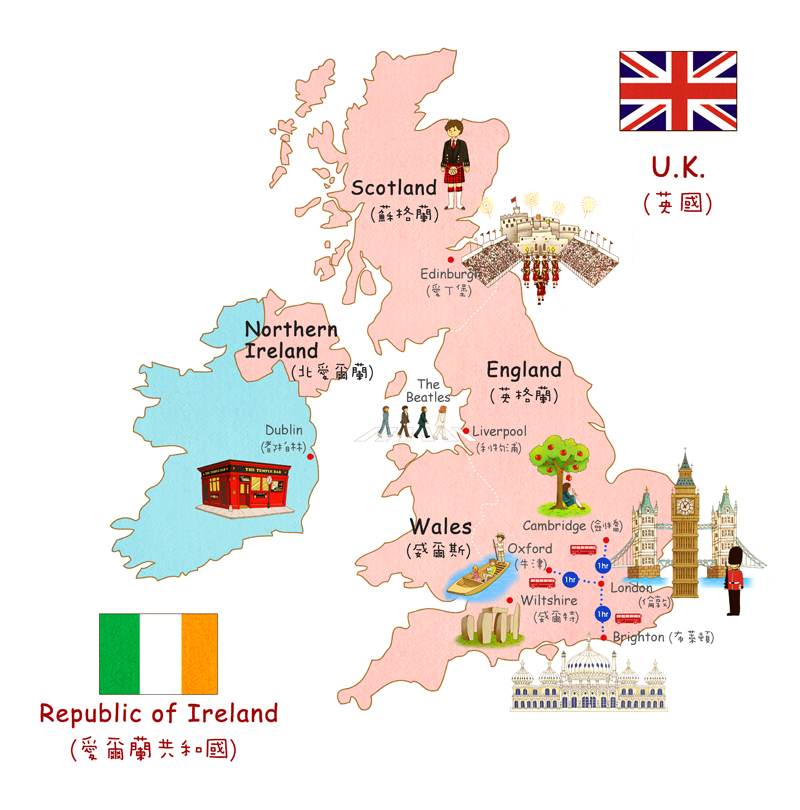 U.K.
(英國)
Scotland
(蘇格蘭)
Edinburgh
(愛丁堡)
Northern
Ireland
(北愛爾蘭)
England
(英格蘭)
The
Beatles
Dublin
(都柏林)
Liverpool
(利物浦)
THE TEMPLE BAR
Wales
(威爾斯)
Cambridge (劍橋)
Oxford
(牛津)
1hr
1hr
London
(倫敦)
Wiltshire
(威爾特)
1hr
Brighton (布萊頓)
Republic of Ireland
(愛爾蘭共和國)